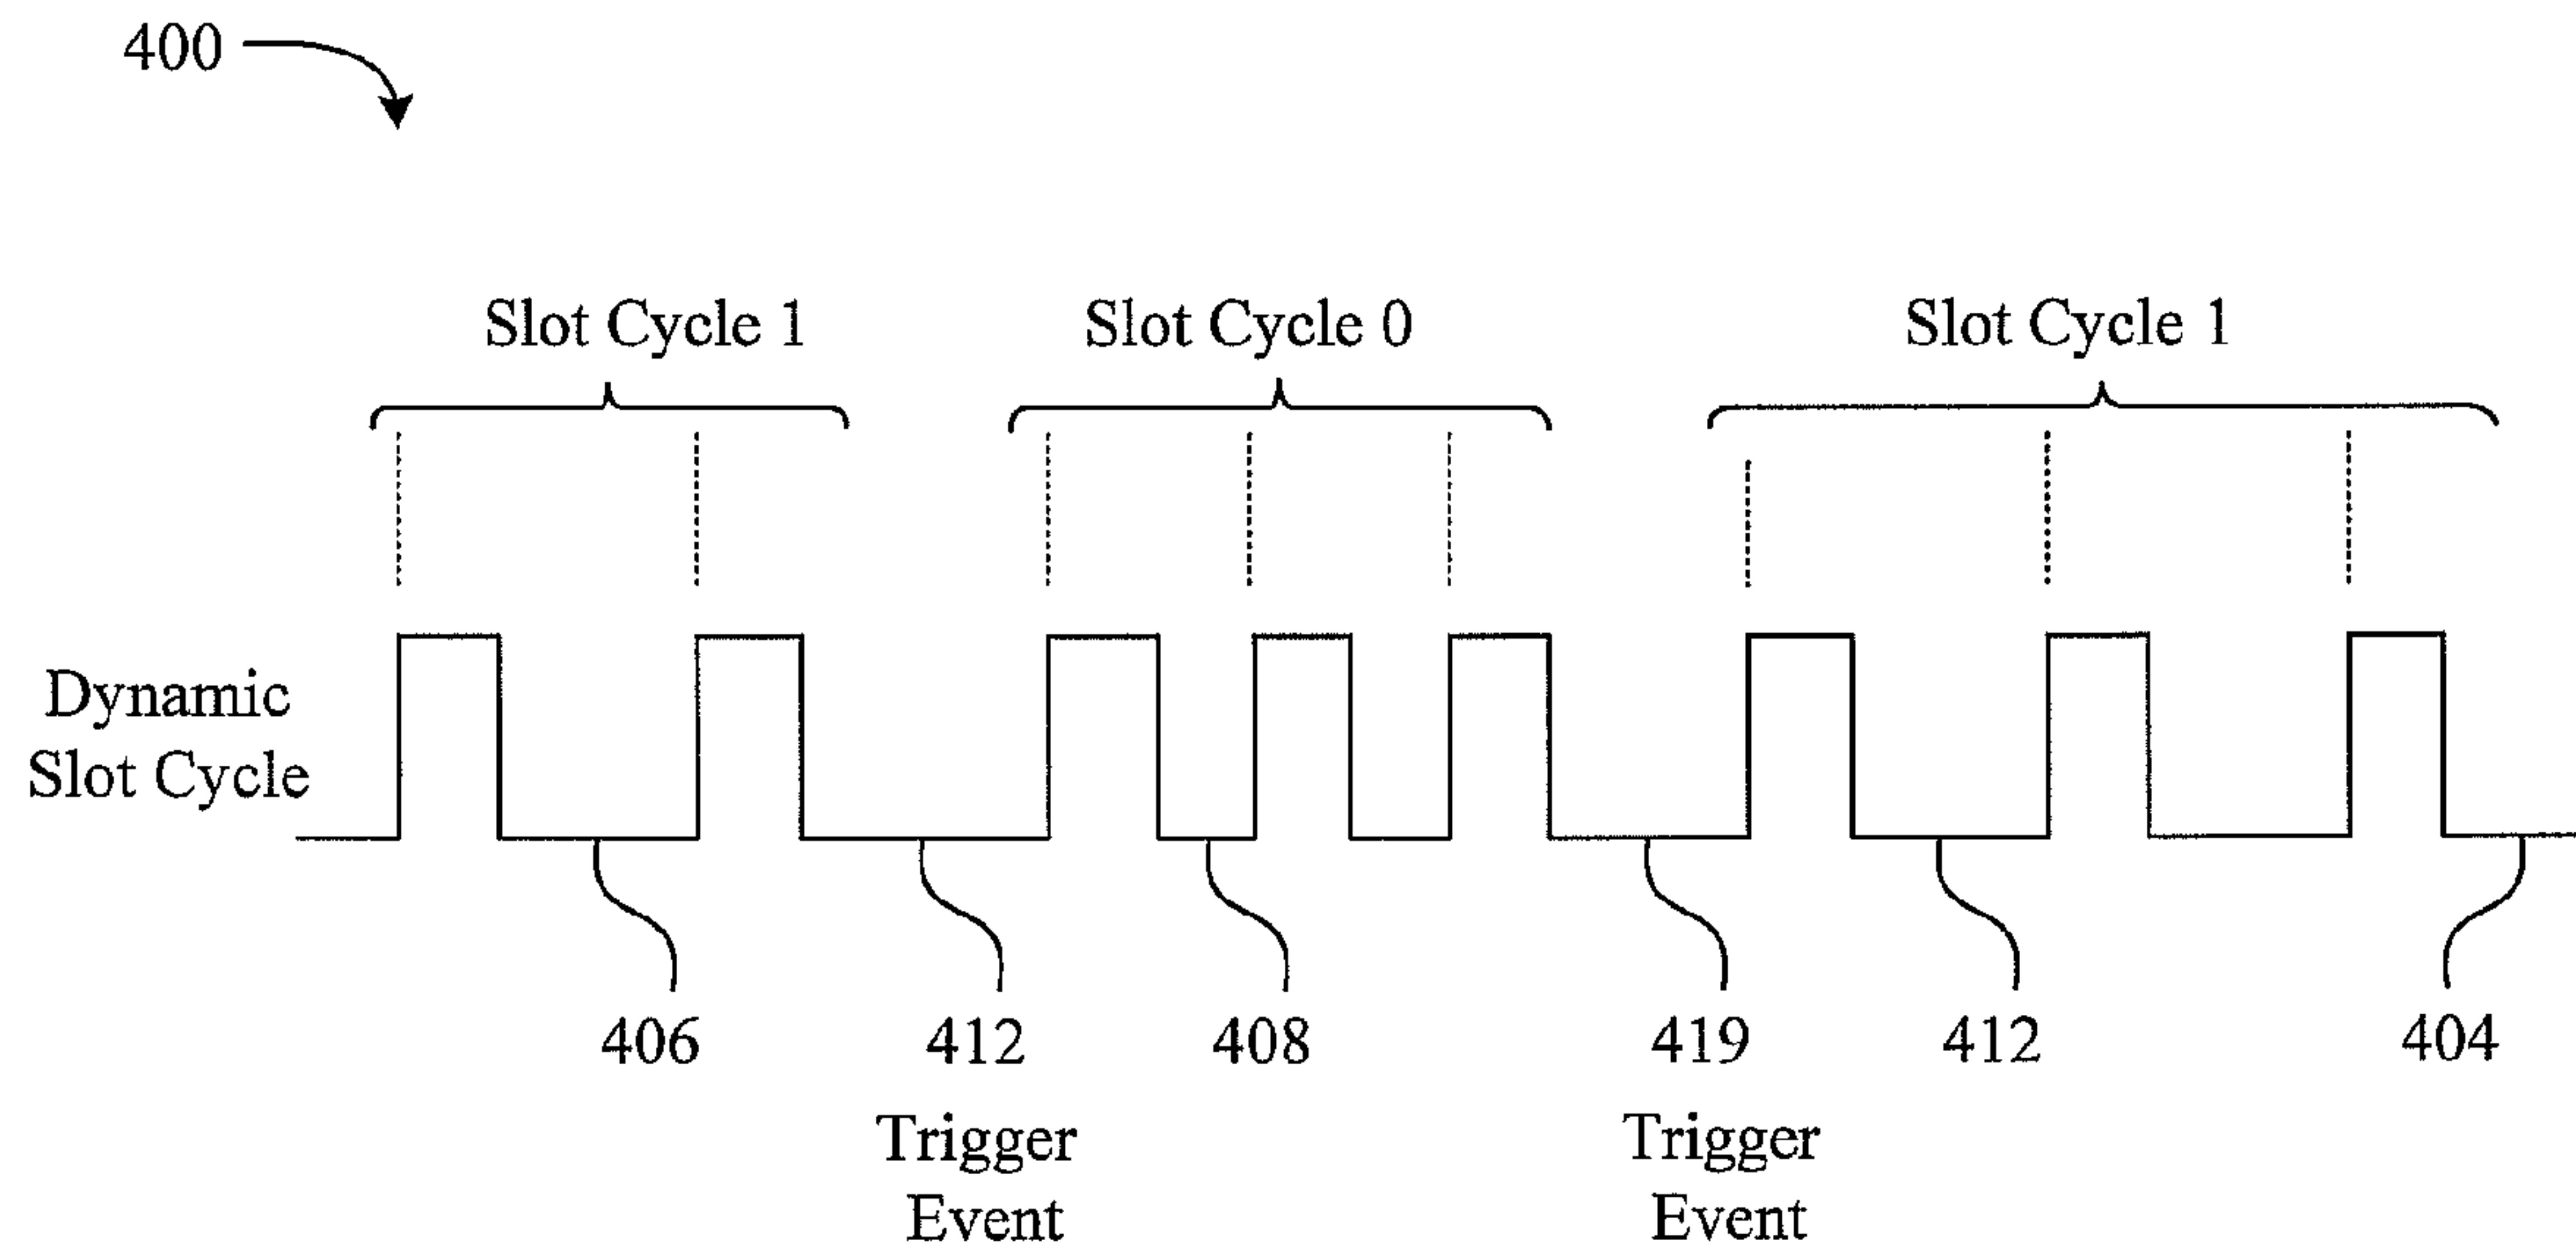 400
Slot Cycle 1
Slot Cycle 0
Slot Cycle 1
Dynamic
Slot Cycle
406
412
408
419
412
404
Trigger
Event
Trigger
Event